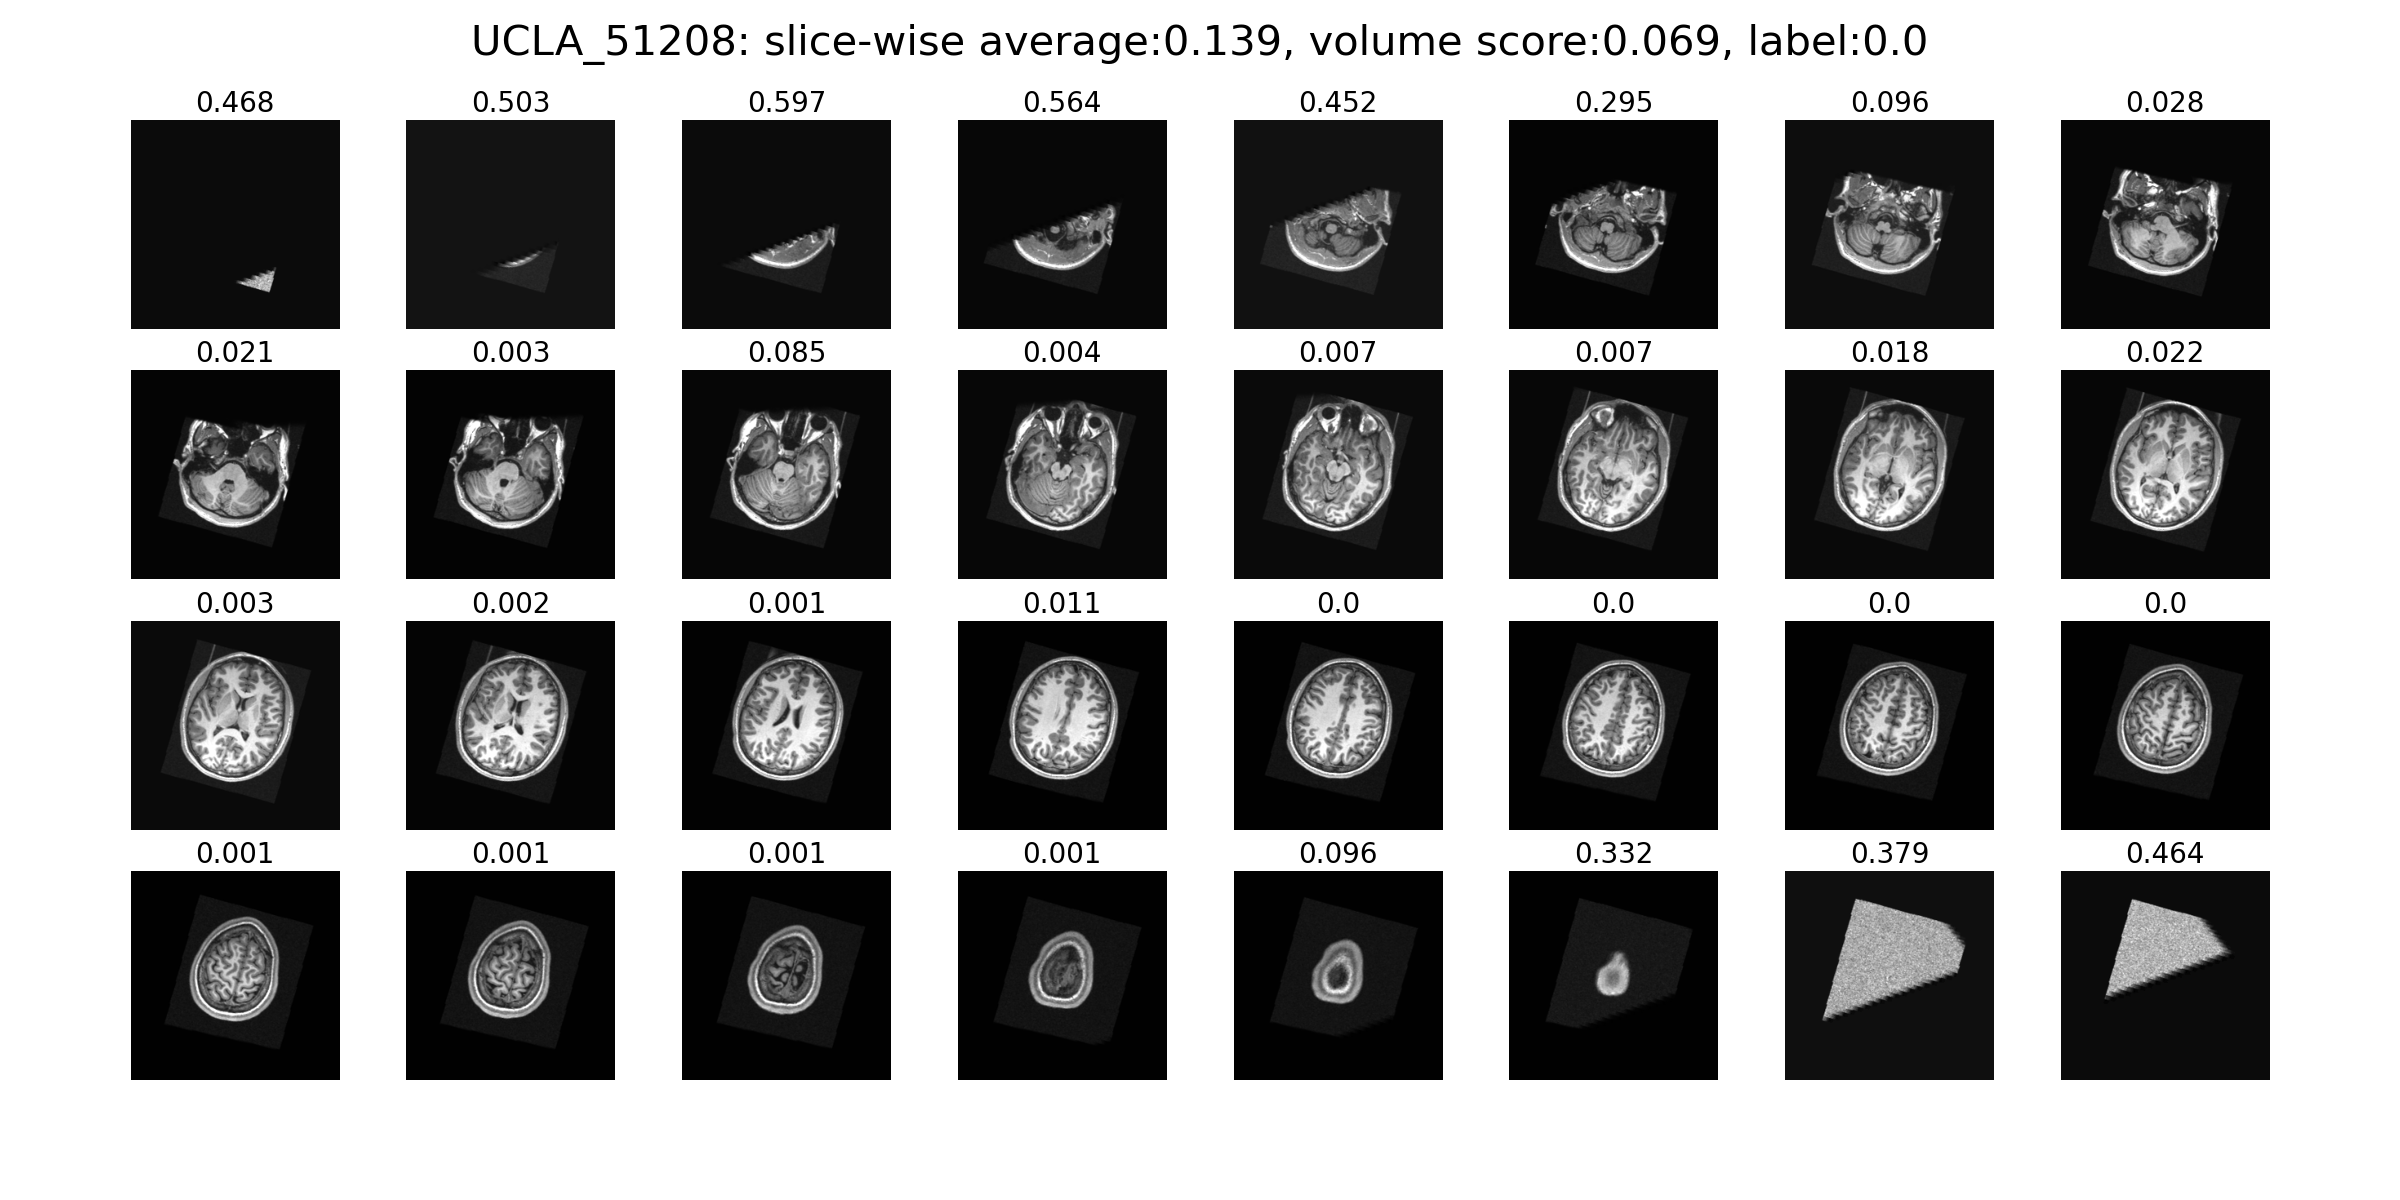 UCLA_51208: slice-wise average:0.139, volume score:0.069, label:0.0
0.468 0.503 0.597 0.564 0.452 0.295 0.096 0.028
0.021 0.003 0.085 0.004 0.007 0.007 0.018 0.022
0.003 0.002 0.001 0.011 0.0 0.0 0.0 0.0
0.001 0.001 0.001 0.001 0.096 0.332 0.379 0.464